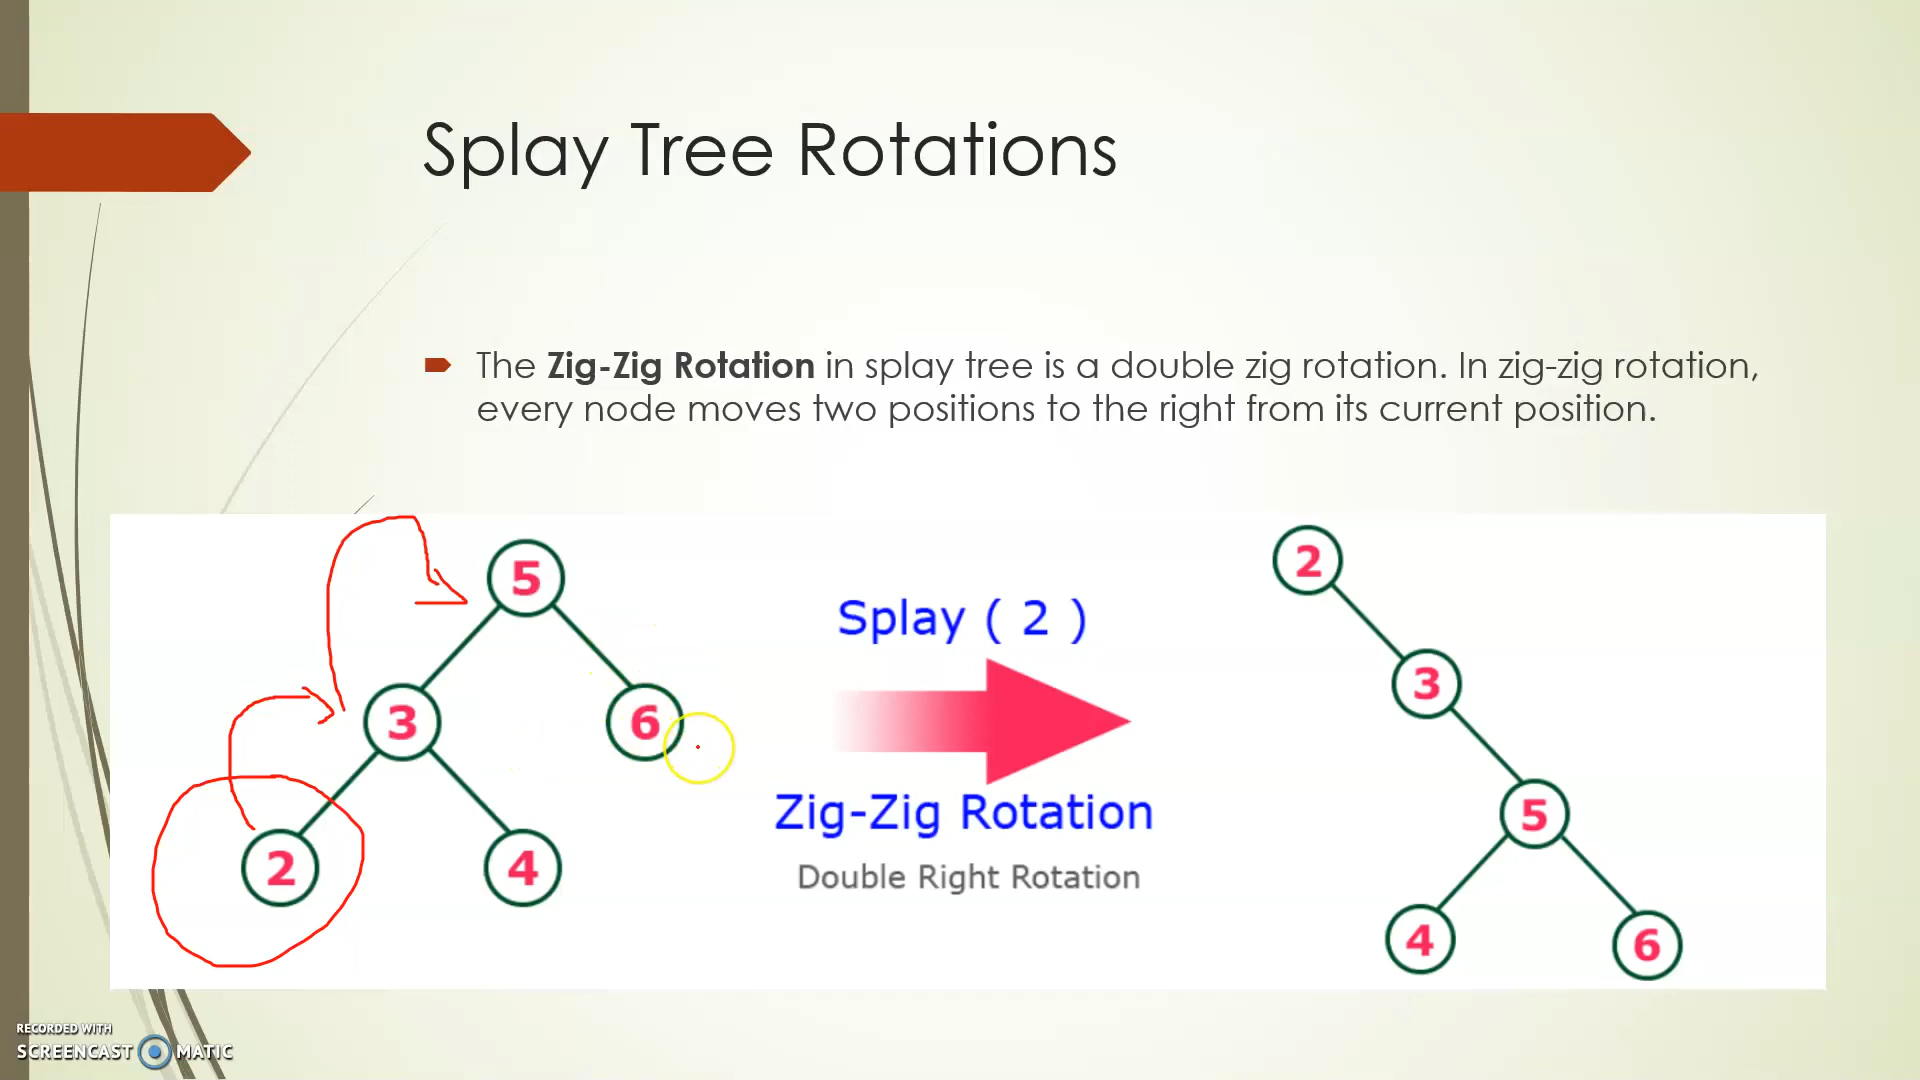 Splay Tree Rotations
The Zig-Zig Rotation in splay tree is a double zig rotation. In zig-zig rotation,
every node moves two positions to the right from its current position.
5
3
6
2
4
Splay ( 2 )
Zig-Zig Rotation
Double Right Rotation
2
3
5
4
6
RECORDED WITH
SCREENCAST MATIC